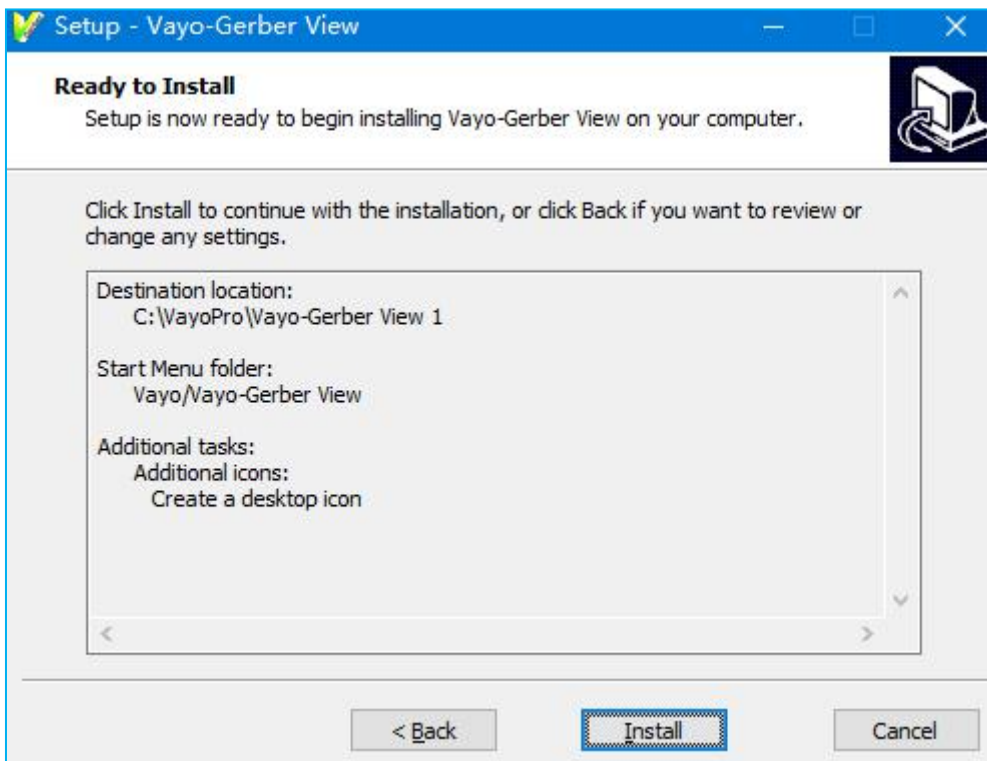 Setup - Vayo-Gerber View
Ready to Install
Setup is now ready to begin installing Vayo-Gerber View on your computer.
Click Install to continue with the installation, or click Back if you want to review or
change any settings.
Destination location:
C:\VayoPro\Vayo-Gerber View 1
Start Menu folder:
Vayo/Vayo-Gerber View
Additional tasks:
Additional icons:
Create a desktop icon
< Back
Install
Cancel